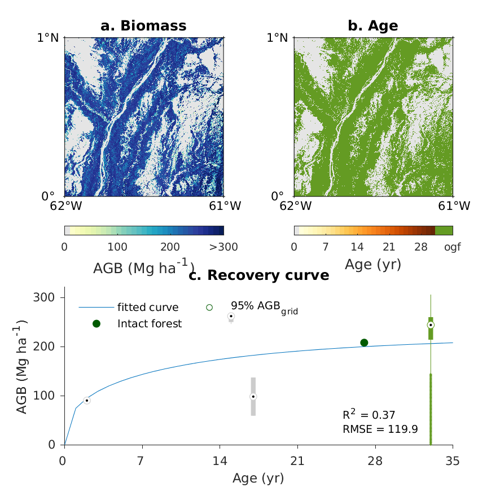 a. Biomass
b. Age
1°N
1°N
0°
0°
62°W 61°W
62°W 61°W
0 100 200 >300
0 7 14 21 28 ogf
AGB (Mg ha⁻¹)
Age (yr)
c. Recovery curve
300
200
100
0
AGB (Mg ha⁻¹)
fitted curve
95% AGB_grid
Intact forest
R² = 0.37
RMSE = 119.9
0 7 14 21 28 35
Age (yr)